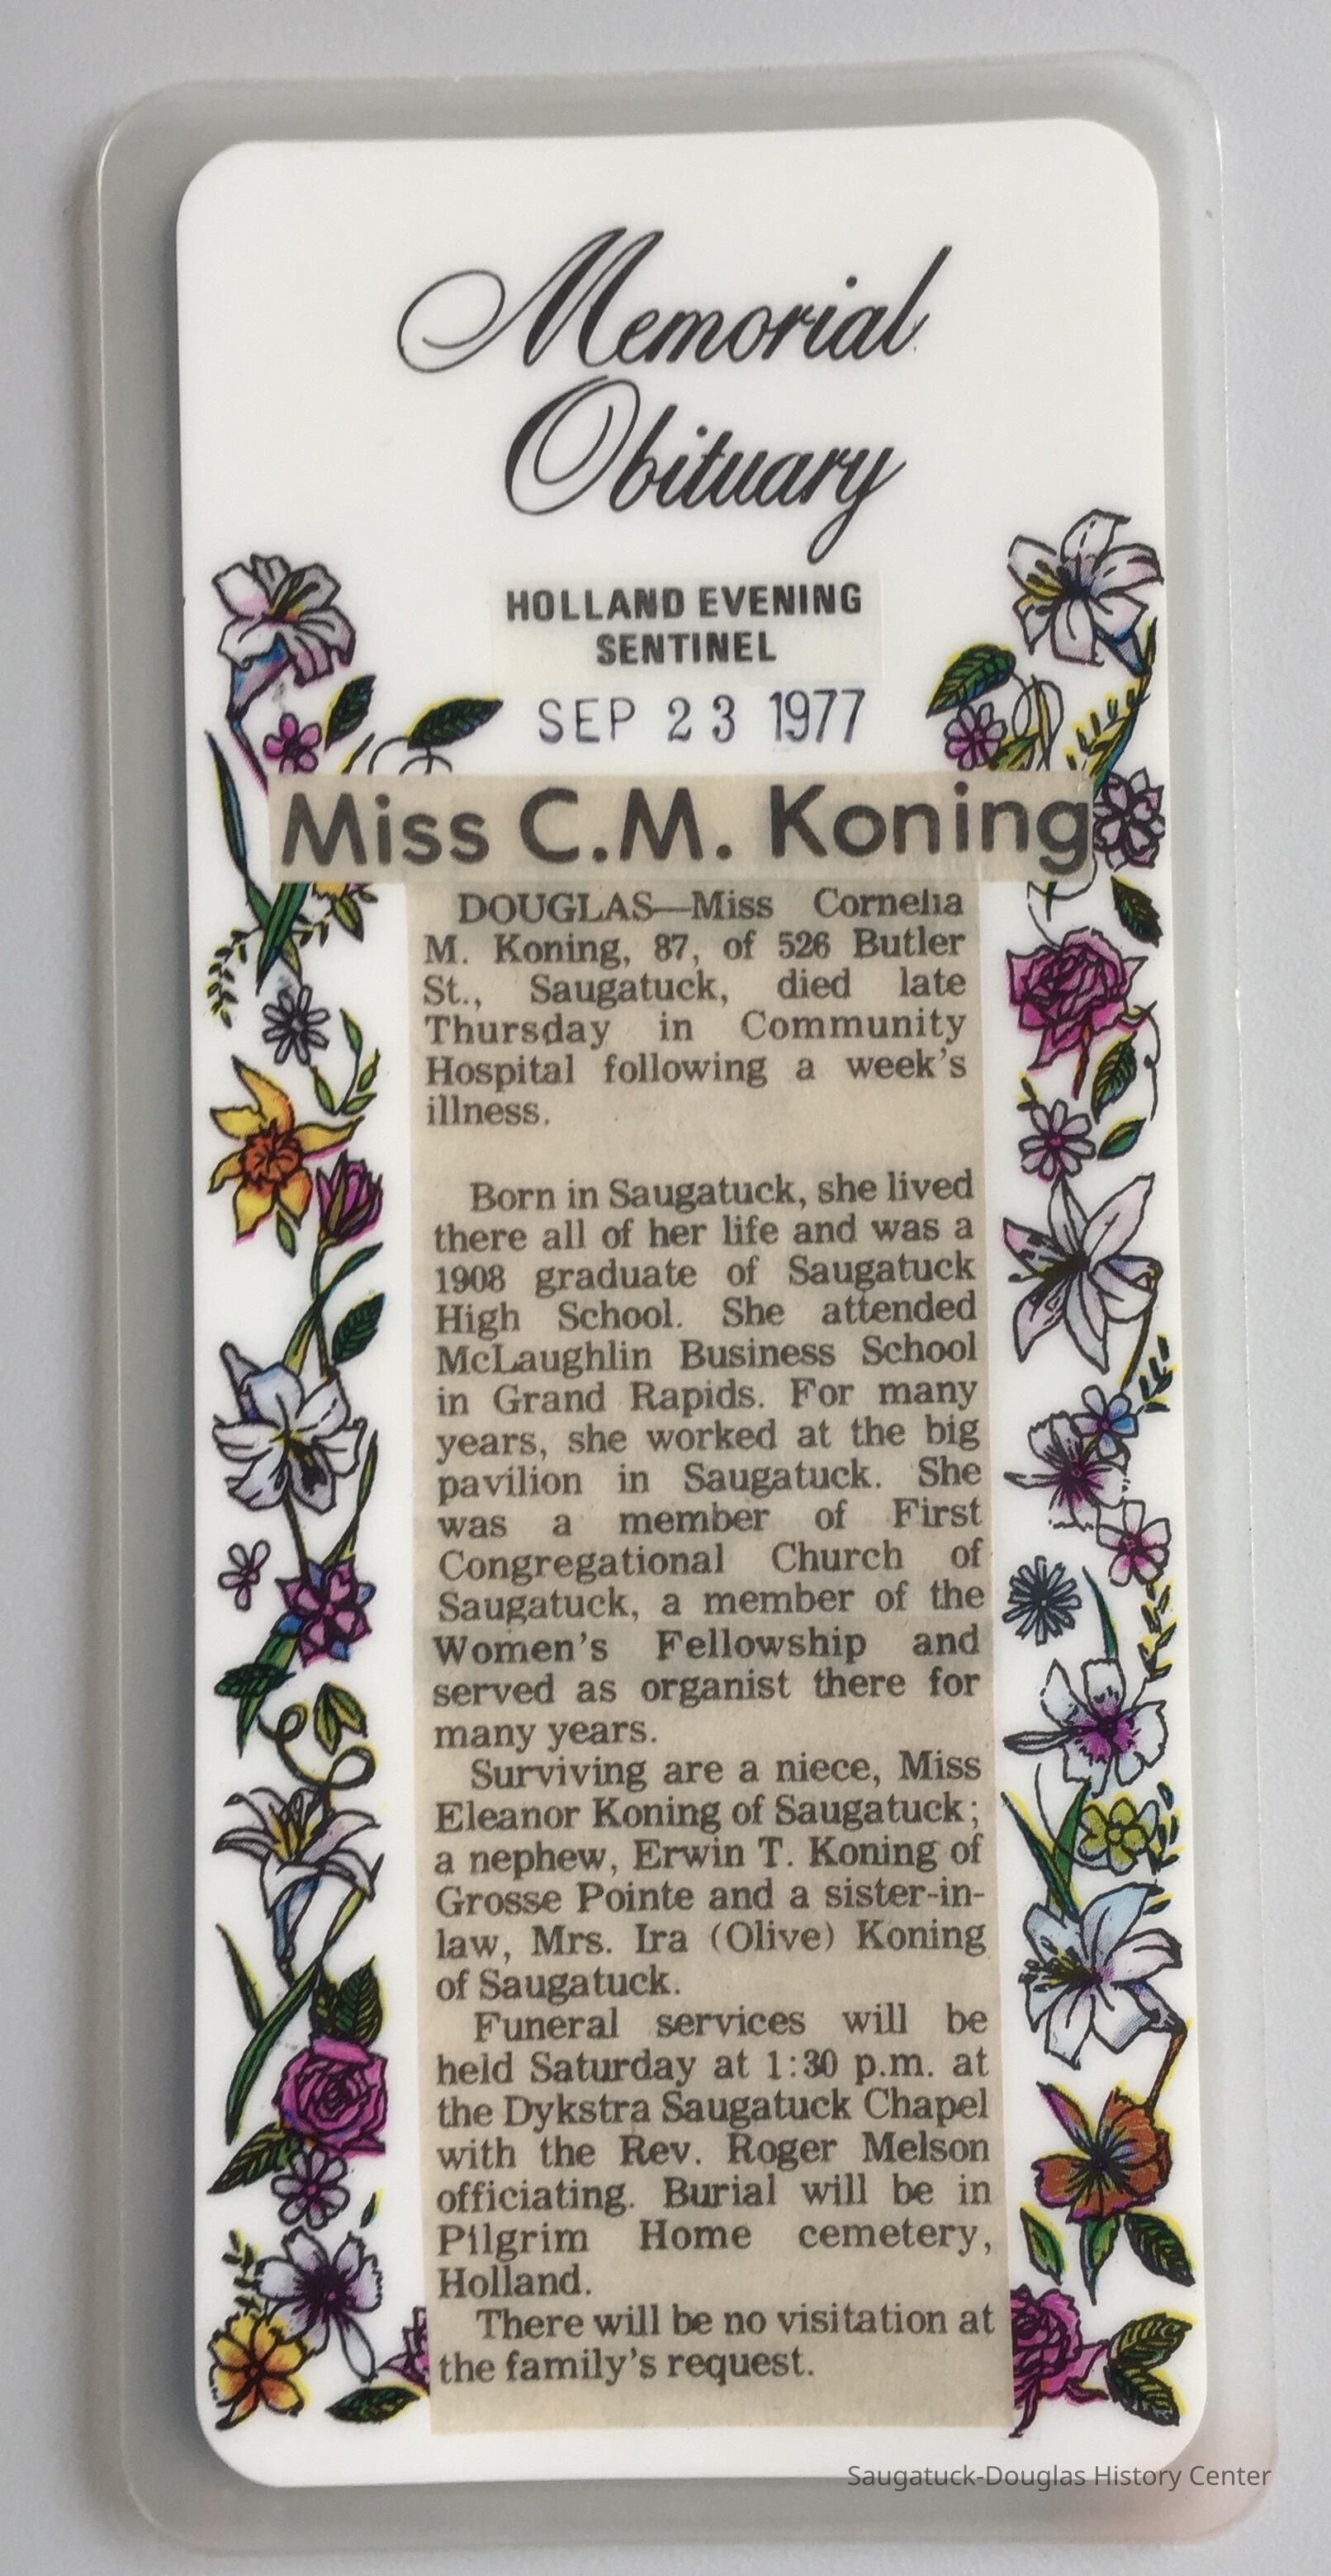 Memorial
Obituary
HOLLAND EVENING
SENTINEL
SEP 23 1977
Miss C.M. Koning
DOUGLAS—Miss Cornelia
M. Koning, 87, of 526 Butler
St., Saugatuck, died late
Thursday in Community
Hospital following a week's
illness.
Born in Saugatuck, she lived
there all of her life and was a
1908 graduate of Saugatuck
High School. She attended
McLaughlin Business School
in Grand Rapids. For many
years, she worked at the big
pavilion in Saugatuck. She
was a member of First
Congregational Church of
Saugatuck, a member of the
Women's Fellowship and
served as organist there for
many years.
Surviving are a niece, Miss
Eleanor Koning of Saugatuck;
a nephew, Erwin T. Koning of
Grosse Pointe and a sister-in-
law, Mrs. Ira (Olive) Koning
of Saugatuck.
Funeral services will be
held Saturday at 1:30 p.m. at
the Dykstra Saugatuck Chapel
with the Rev. Roger Melson
officiating. Burial will be in
Pilgrim Home cemetery,
Holland.
There will be no visitation at
the family's request.
Saugatuck-Douglas History Center